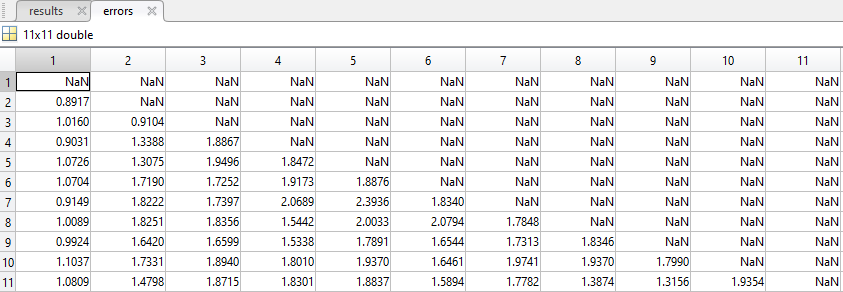 results errors
11x11 double
1 2 3 4 5 6 7 8 9 10 11
1 NaN NaN NaN NaN NaN NaN NaN NaN NaN NaN NaN
2 0.8917 NaN NaN NaN NaN NaN NaN NaN NaN NaN NaN
3 1.0160 0.9104 NaN NaN NaN NaN NaN NaN NaN NaN NaN
4 0.9031 1.3388 1.8867 NaN NaN NaN NaN NaN NaN NaN NaN
5 1.0726 1.3075 1.9496 1.8472 NaN NaN NaN NaN NaN NaN NaN
6 1.0704 1.7190 1.7252 1.9173 1.8876 NaN NaN NaN NaN NaN NaN
7 0.9149 1.8222 1.7397 2.0689 2.3936 1.8340 NaN NaN NaN NaN NaN
8 1.0089 1.8251 1.8356 1.5442 2.0033 2.0794 1.7848 NaN NaN NaN NaN
9 0.9924 1.6420 1.6599 1.5338 1.7891 1.6544 1.7313 1.8346 NaN NaN NaN
10 1.1037 1.7331 1.8940 1.8010 1.9370 1.6461 1.9741 1.9370 1.7990 NaN NaN
11 1.0809 1.4798 1.8715 1.8301 1.8837 1.5894 1.7782 1.3874 1.3156 1.9354 NaN